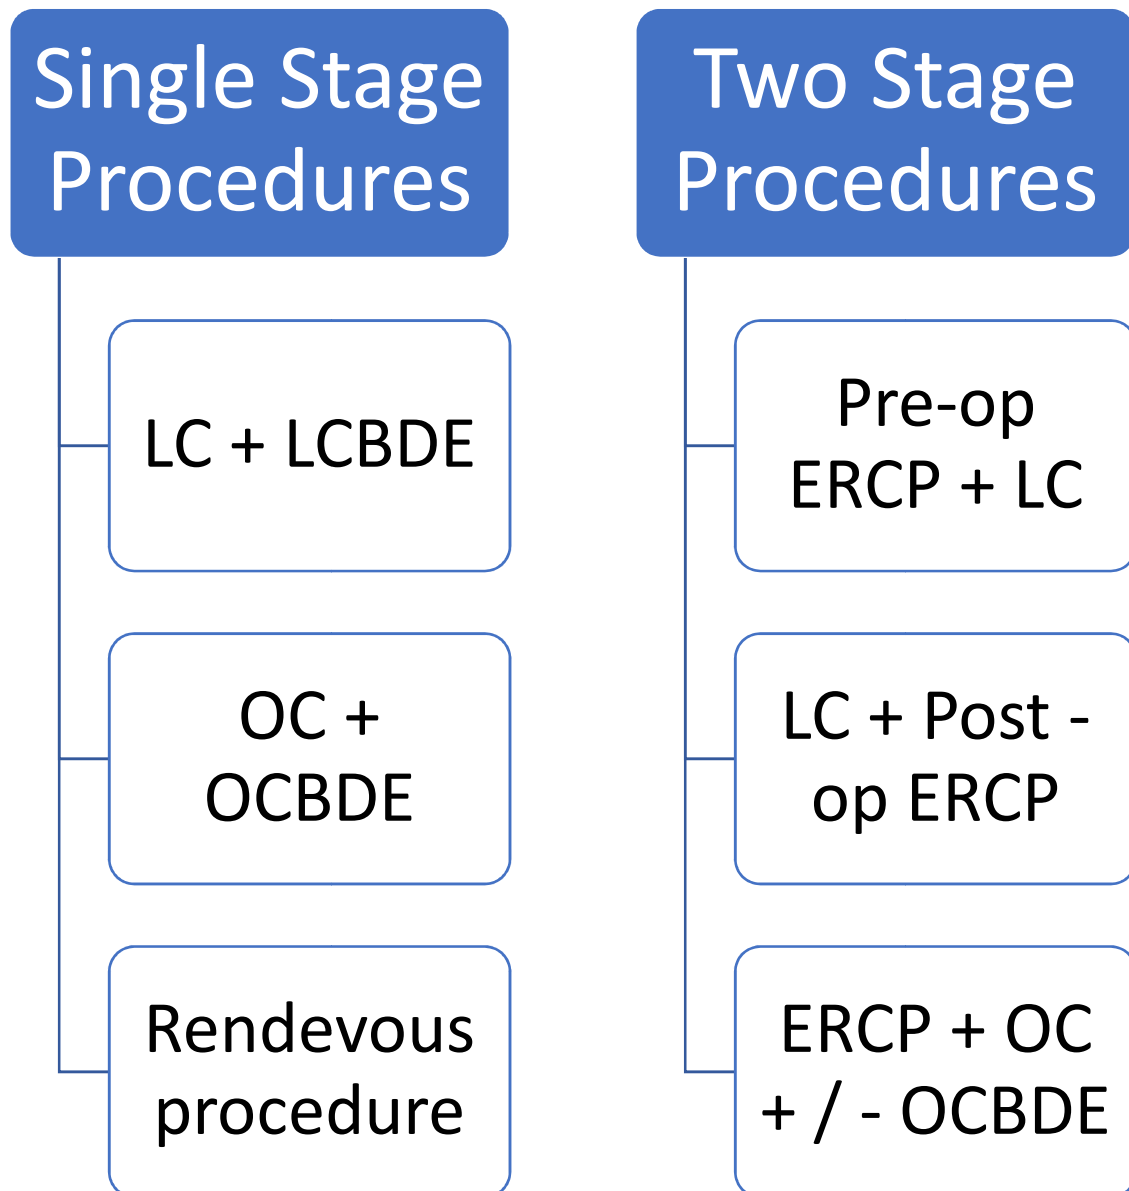 Single Stage
Procedures
LC + LCBDE
OC +
OCBDE
Rendevous
procedure
Two Stage
Procedures
Pre-op
ERCP + LC
LC + Post -
op ERCP
ERCP + OC
+ / - OCBDE